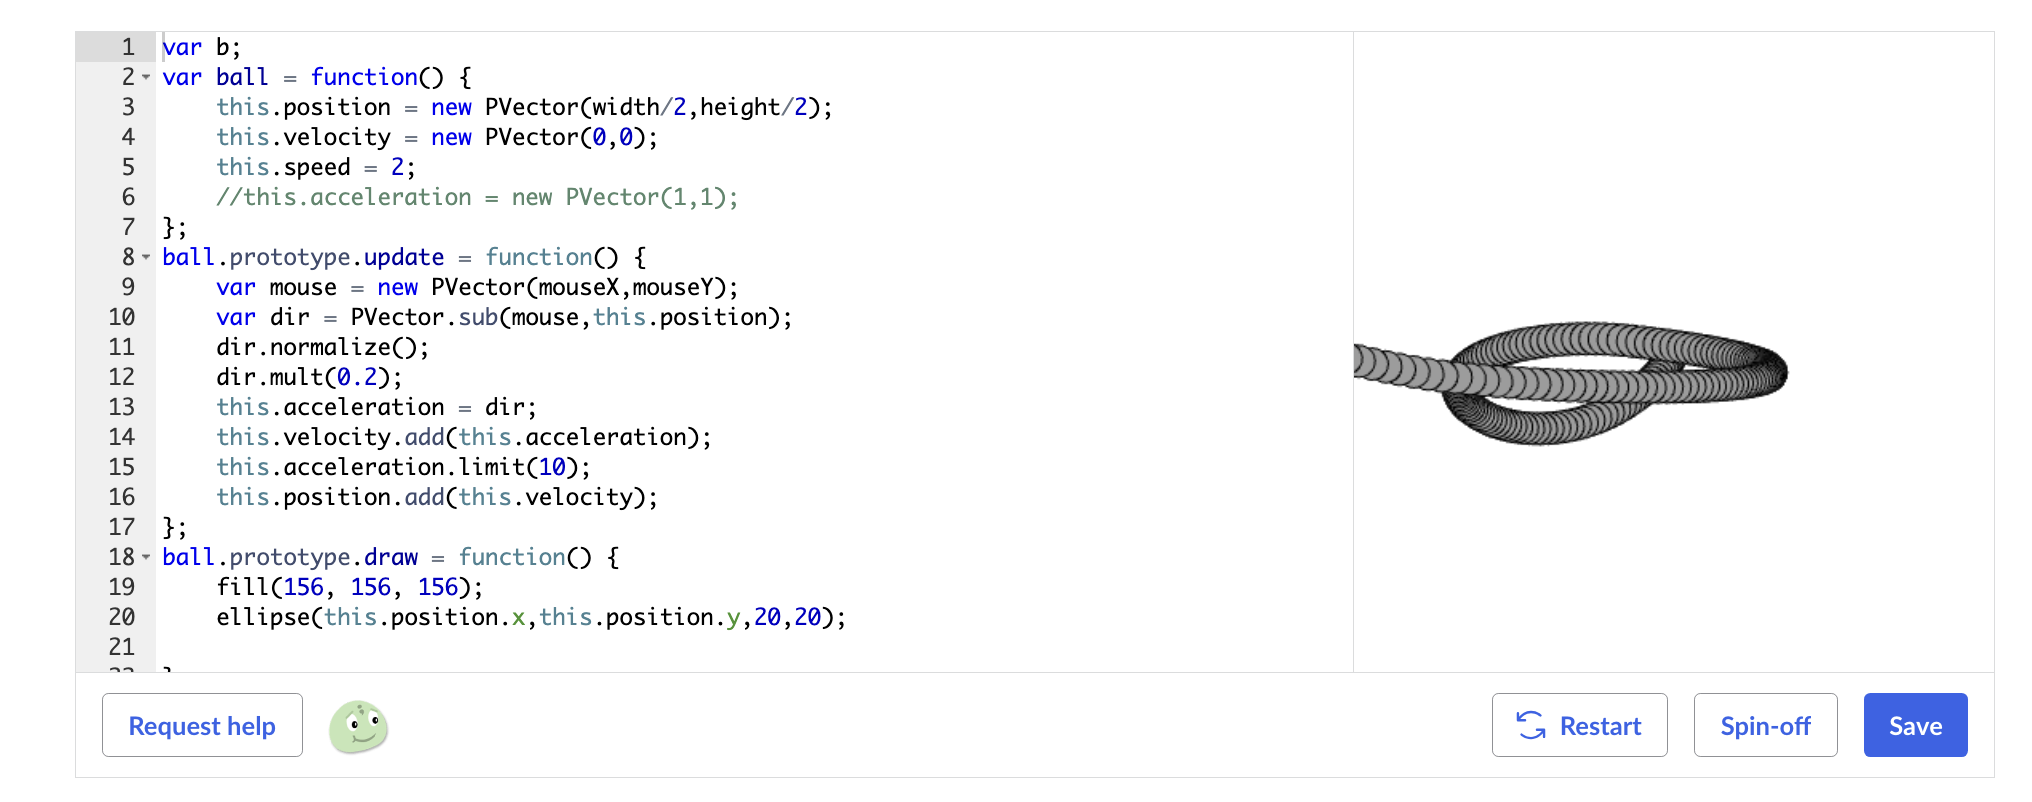 1 var b;
2 var ball = function() {
3 this.position = new PVector(width/2,height/2);
4 this.velocity = new PVector(0,0);
5 this.speed = 2;
6 //this.acceleration = new PVector(1,1);
7 };
8 ball.prototype.update = function() {
9 var mouse = new PVector(mouseX,mouseY);
10 var dir = PVector.sub(mouse,this.position);
11 dir.normalize();
12 dir.mult(0.2);
13 this.acceleration = dir;
14 this.velocity.add(this.acceleration);
15 this.acceleration.limit(10);
16 this.position.add(this.velocity);
17 };
18 ball.prototype.draw = function() {
19 fill(156, 156, 156);
20 ellipse(this.position.x,this.position.y,20,20);
21
Request help
Restart
Spin-off
Save